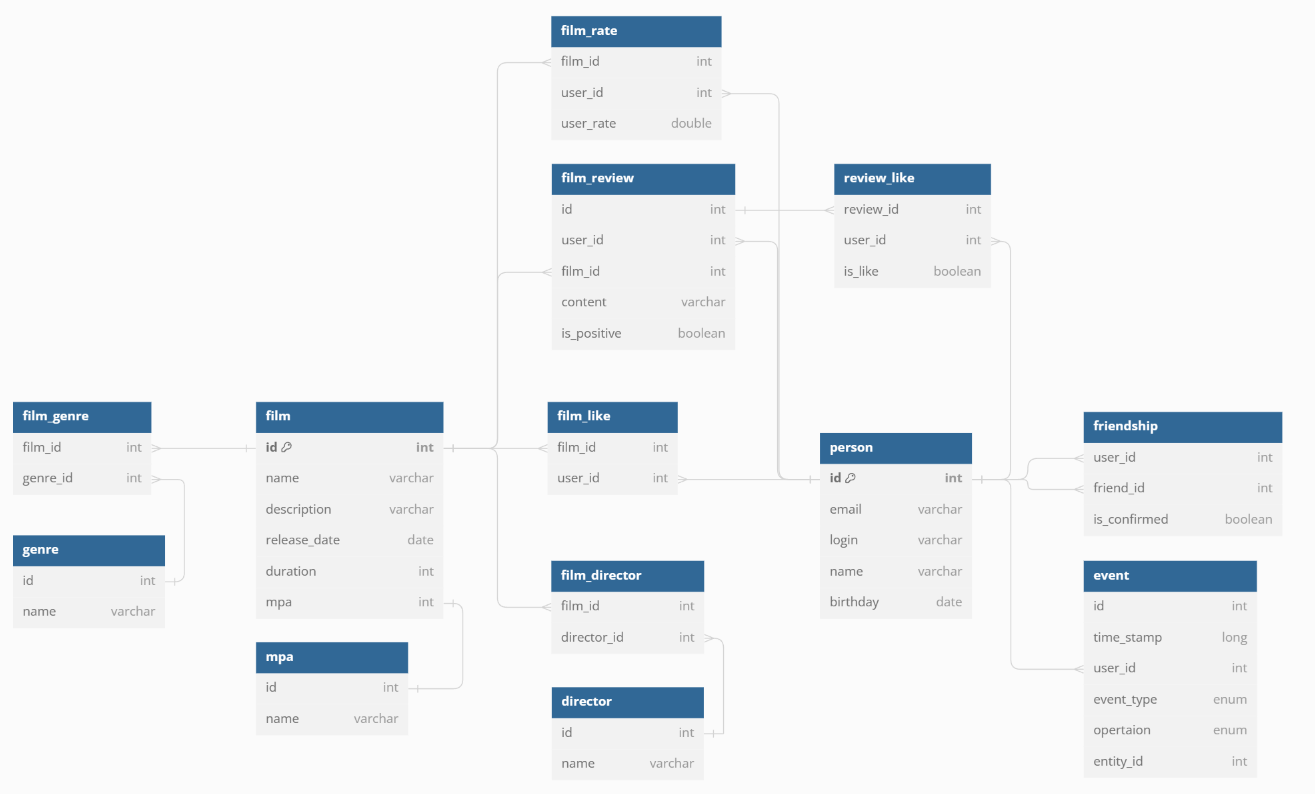 film_rate
film_id int
user_id int
user_rate double
film_review
id int
user_id int
film_id int
content varchar
is_positive boolean
review_like
review_id int
user_id int
is_like boolean
film_genre
film_id int
genre_id int
genre
id int
name varchar
film
id int
name varchar
description varchar
release_date date
duration int
mpa int
mpa
id int
name varchar
film_like
film_id int
user_id int
film_director
film_id int
director_id int
director
id int
name varchar
person
id int
email varchar
login varchar
name varchar
birthday date
friendship
user_id int
friend_id int
is_confirmed boolean
event
id int
time_stamp long
user_id int
event_type enum
opertaion enum
entity_id int